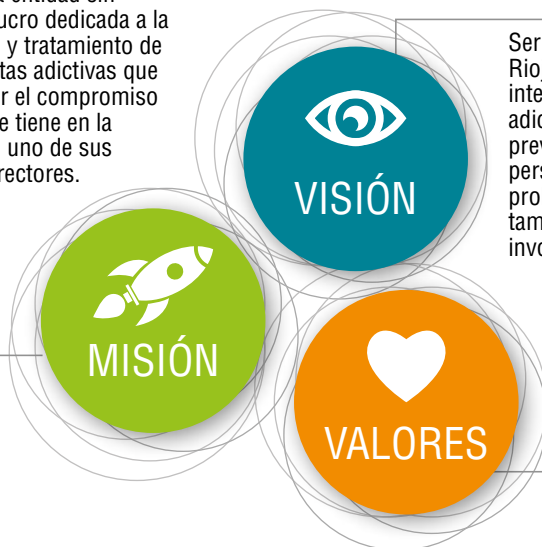 entidad sin
ucro dedicada a la
y tratamiento de
tas adictivas que
r el compromiso
e tiene en la
uno de sus
rectores.
VISIÓN
Ser
Rio
inte
adic
prev
pers
pro
tam
invo
MISIÓN
VALORES